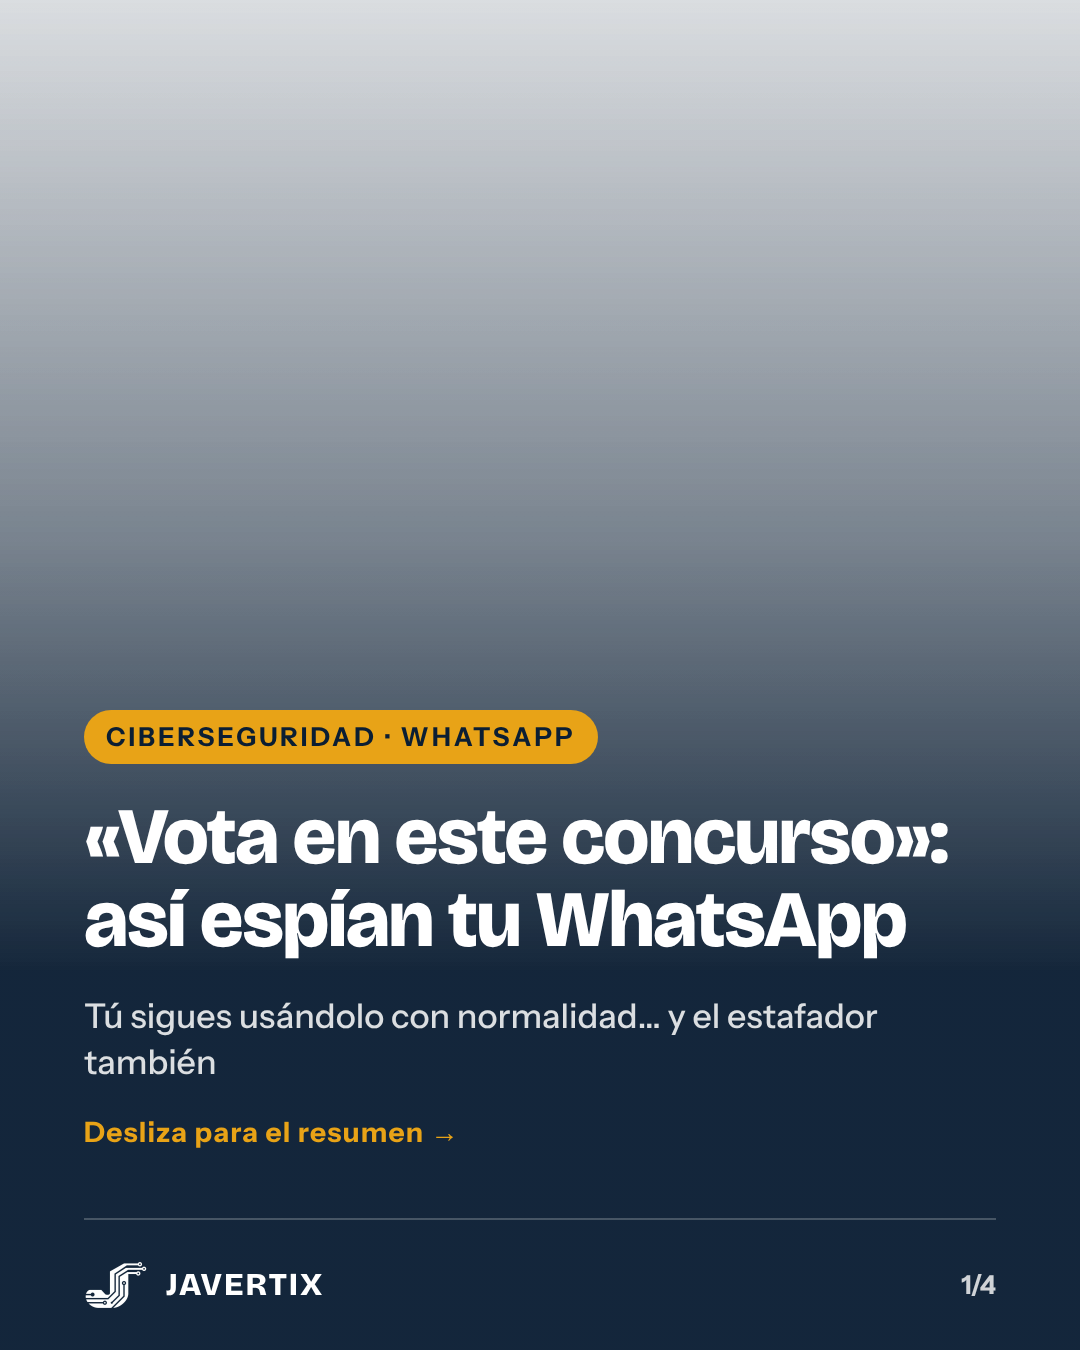 CIBERSEGURIDAD · WHATSAPP
«Vota en este concurso»:
así espían tu WhatsApp
Tú sigues usándolo con normalidad... y el estafador
también
Desliza para el resumen →
JAVERTIX
1/4